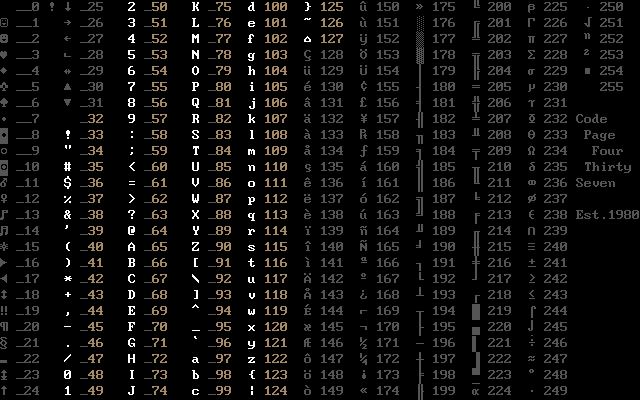 __0 ! ↓ _25 2 _50 K _75 d 100 } 125 û 150 » 175 ╚ 200 ß 225 · 250
☺ __1 → _26 3 _51 L _76 e 101 ~ 126 ù 151 ░ 176 ╔ 201 Γ 226 √ 251
☻ __2 ← _27 4 _52 M _77 f 102 ⌂ 127 ÿ 152 ▒ 177 ╩ 202 π 227 ⁿ 252
♥ __3 ∟ _28 5 _53 N _78 g 103 Ç 128 Ö 153 ▓ 178 ╦ 203 Σ 228 ² 253
♦ __4 ↔ _29 6 _54 O _79 h 104 ü 129 Ü 154 │ 179 ╠ 204 σ 229 ■ 254
♣ __5 ▲ _30 7 _55 P _80 i 105 é 130 ¢ 155 ┤ 180 ═ 205 µ 230 255
♠ __6 ▼ _31 8 _56 Q _81 j 106 â 131 £ 156 ╡ 181 ╬ 206 τ 231
• __7 _32 9 _57 R _82 k 107 ä 132 ¥ 157 ╢ 182 ╧ 207 Φ 232 Code
◘ __8 ! _33 : _58 S _83 l 108 à 133 ₧ 158 ╖ 183 ╨ 208 Θ 233 Page
○ __9 " _34 ; _59 T _84 m 109 å 134 ƒ 159 ╕ 184 ╤ 209 Ω 234 Four
◙ _10 # _35 < _60 U _85 n 110 ç 135 á 160 ╣ 185 ╥ 210 δ 235 Thirty
♂ _11 $ _36 = _61 V _86 o 111 ê 136 í 161 ║ 186 ╙ 211 ∞ 236 Seven
♀ _12 % _37 > _62 W _87 p 112 ë 137 ó 162 ╗ 187 ╘ 212 φ 237
♪ _13 & _38 ? _63 X _88 q 113 è 138 ú 163 ╝ 188 ╒ 213 ε 238 Est.1980
♫ _14 ' _39 @ _64 Y _89 r 114 ï 139 ñ 164 ╜ 189 ╓ 214 ∩ 239
☼ _15 ( _40 A _65 Z _90 s 115 î 140 Ñ 165 ╛ 190 ╫ 215 ≡ 240
► _16 ) _41 B _66 [ _91 t 116 ì 141 ª 166 ┐ 191 ╪ 216 ± 241
◄ _17 * _42 C _67 \ _92 u 117 Ä 142 º 167 └ 192 ┘ 217 ≥ 242
↕ _18 + _43 D _68 ] _93 v 118 Å 143 ¿ 168 ┴ 193 ┌ 218 ≤ 243
‼ _19 , _44 E _69 ^ _94 w 119 É 144 ⌐ 169 ┬ 194 █ 219 ⌠ 244
¶ _20 - _45 F _70 _ _95 x 120 æ 145 ¬ 170 ├ 195 ▄ 220 ⌡ 245
§ _21 . _46 G _71 ` _96 y 121 Æ 146 ½ 171 ─ 196 ▌ 221 ÷ 246
▬ _22 / _47 H _72 a _97 z 122 ô 147 ¼ 172 ┼ 197 ▐ 222 ≈ 247
↨ _23 0 _48 I _73 b _98 { 123 ö 148 ¡ 173 ╞ 198 ▀ 223 ° 248
↑ _24 1 _49 J _74 c _99 | 124 ò 149 « 174 ╟ 199 α 224 ∙ 249